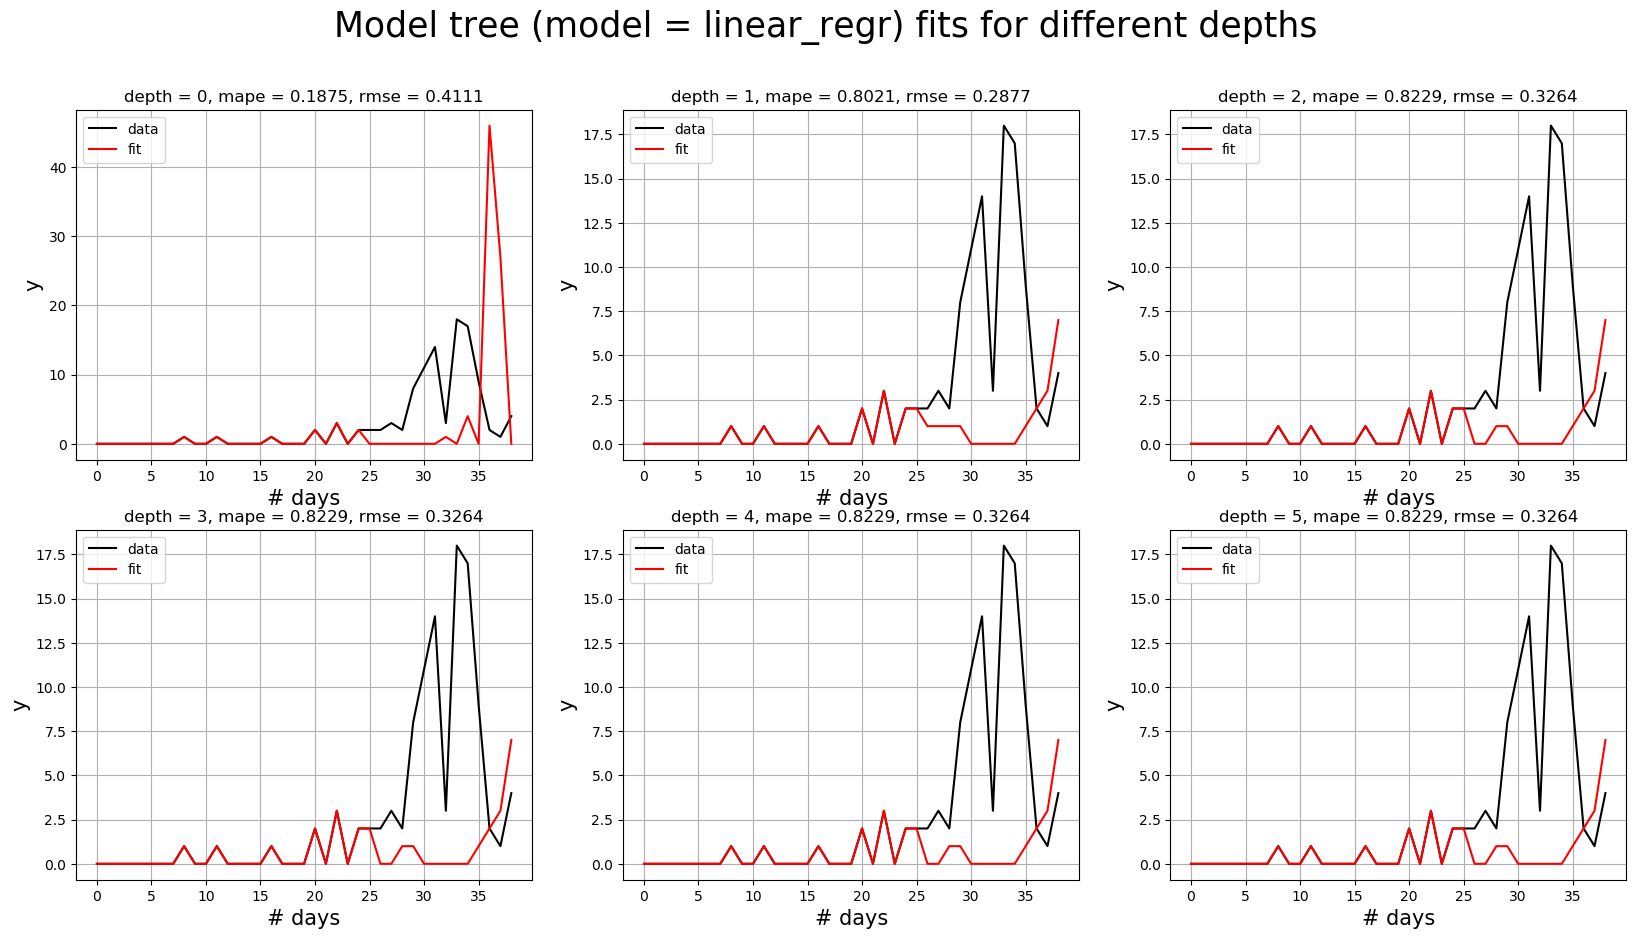 Model tree (model = linear_regr) fits for different depths
depth = 0, mape = 0.1875, rmse = 0.4111
data
fit
40
30
20
10
0
y
0 5 10 15 20 25 30 35
# days
depth = 1, mape = 0.8021, rmse = 0.2877
data
fit
17.5
15.0
12.5
10.0
7.5
5.0
2.5
0.0
y
0 5 10 15 20 25 30 35
# days
depth = 2, mape = 0.8229, rmse = 0.3264
data
fit
17.5
15.0
12.5
10.0
7.5
5.0
2.5
0.0
y
0 5 10 15 20 25 30 35
# days
depth = 3, mape = 0.8229, rmse = 0.3264
data
fit
17.5
15.0
12.5
10.0
7.5
5.0
2.5
0.0
y
0 5 10 15 20 25 30 35
# days
depth = 4, mape = 0.8229, rmse = 0.3264
data
fit
17.5
15.0
12.5
10.0
7.5
5.0
2.5
0.0
y
0 5 10 15 20 25 30 35
# days
depth = 5, mape = 0.8229, rmse = 0.3264
data
fit
17.5
15.0
12.5
10.0
7.5
5.0
2.5
0.0
y
0 5 10 15 20 25 30 35
# days